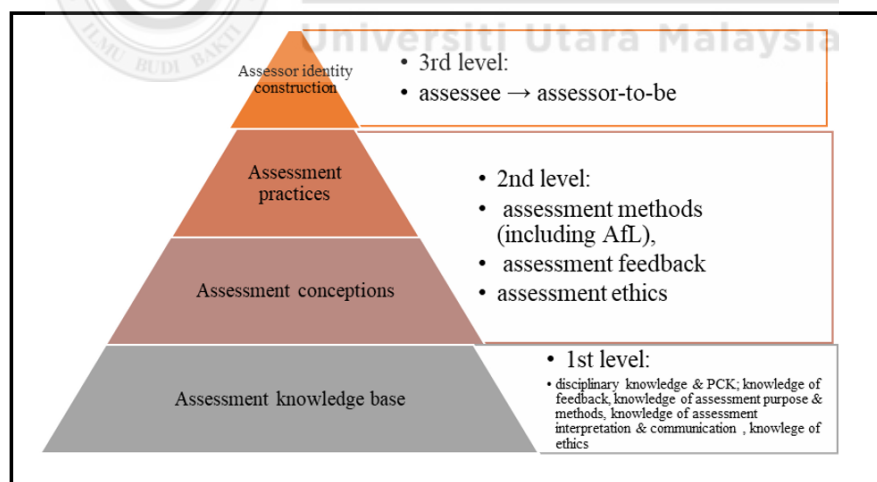 Universiti Utara Malaysia
ILMU BUDI BAKTI
Assessor identity
construction
• 3rd level:
• assessee → assessor-to-be
Assessment
practices
Assessment conceptions
• 2nd level:
• assessment methods
(including AfL),
• assessment feedback
• assessment ethics
Assessment knowledge base
• 1st level:
• disciplinary knowledge & PCK; knowledge of
feedback, knowledge of assessment purpose &
methods, knowledge of assessment
interpretation & communication , knowlege of
ethics